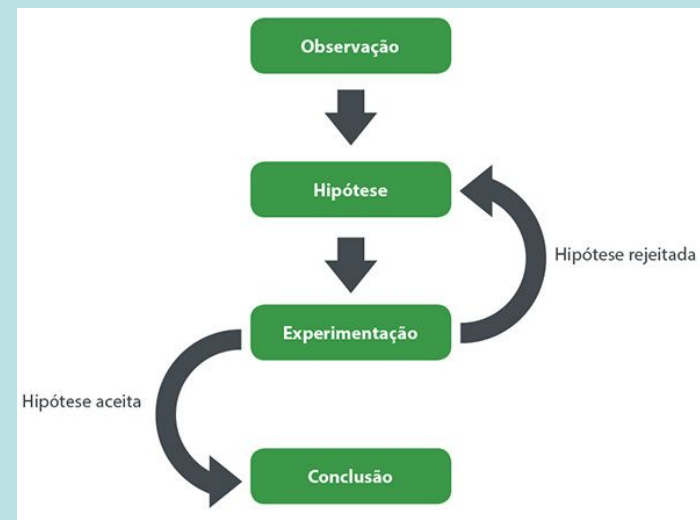 Observação
Hipótese
Hipótese rejeitada
Experimentação
Hipótese aceita
Conclusão